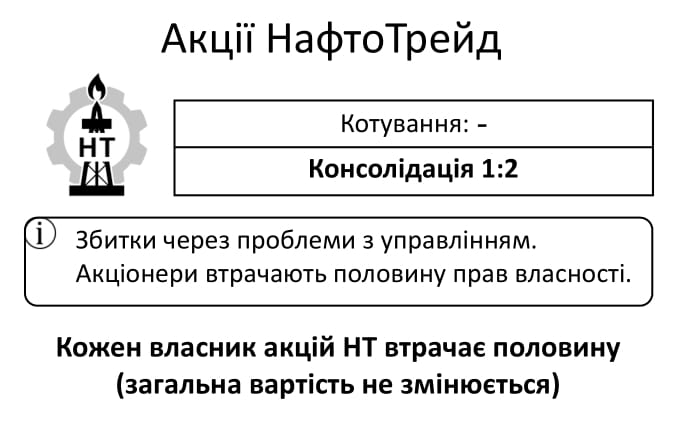 Акції НафтоТрейд
НТ
Котування: -
Консолідація 1:2
i
Збитки через проблеми з управлінням.
Акціонери втрачають половину прав власності.
Кожен власник акцій НТ втрачає половину
(загальна вартість не змінюється)